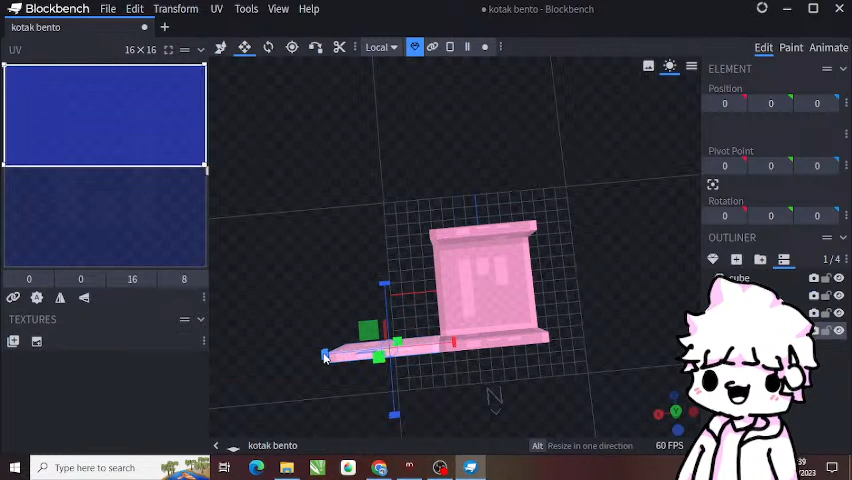 Blockbench File Edit Transform UV Tools View Help
kotak bento - Blockbench
kotak bento
UV 16 × 16
Local
Edit Paint Animate
ELEMENT
Position
0 0 0
Pivot Point
0 0 0
Rotation
0 0 0
OUTLINER
1/4
cube
0 0 16 8
TEXTURES
N
kotak bento
Alt Resize in one direction 60 FPS
Type here to search